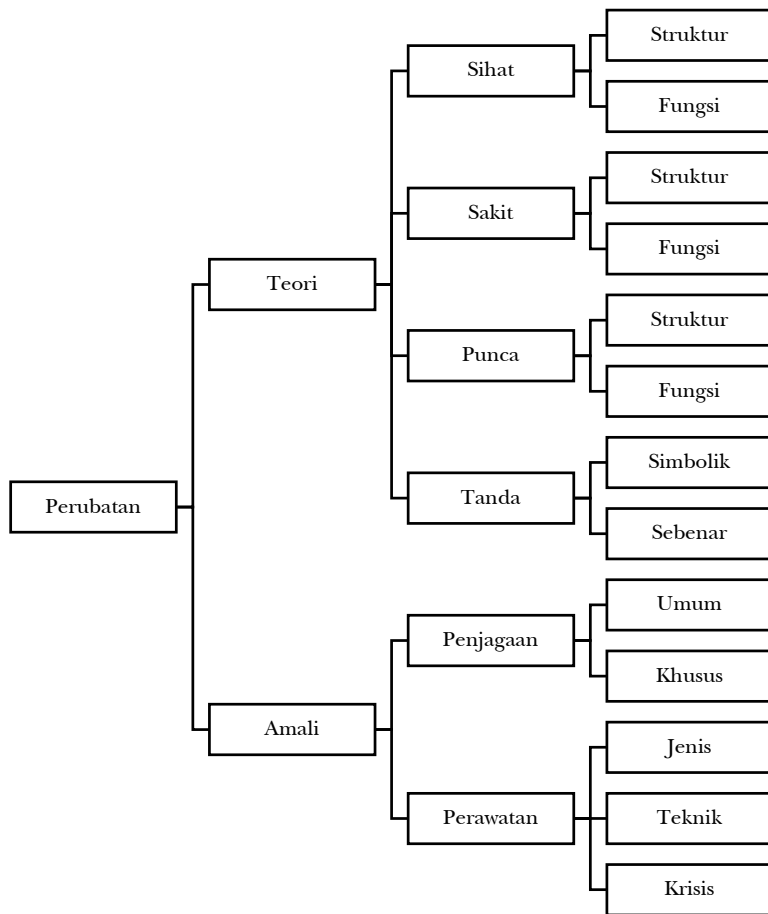 Struktur
Sihat
Fungsi
Struktur
Sakit
Fungsi
Teori
Struktur
Punca
Fungsi
Simbolik
Perubatan
Tanda
Sebenar
Umum
Penjagaan
Khusus
Amali
Jenis
Perawatan
Teknik
Krisis